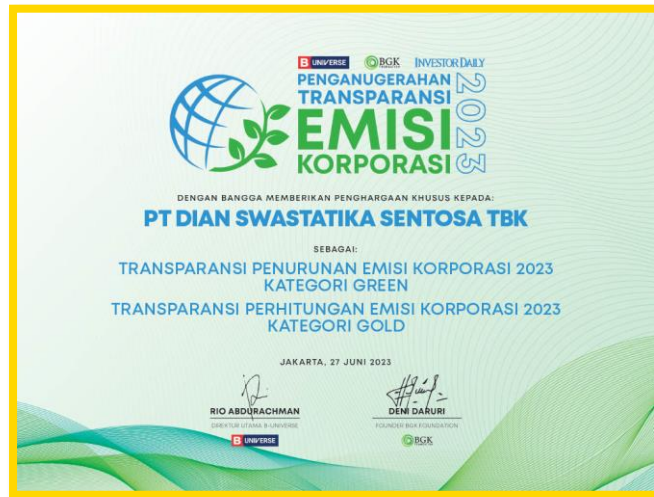 B UNIVERSE BGK INVESTOR DAILY
PENGANUGERAHAN
TRANSPARANSI
EMISI
KORPORASI
2023
DENGAN BANGGA MEMBERIKAN PENGHARGAAN KHUSUS KEPADA:
PT DIAN SWASTATIKA SENTOSA TBK
SEBAGAI:
TRANSPARANSI PENURUNAN EMISI KORPORASI 2023
KATEGORI GREEN
TRANSPARANSI PERHITUNGAN EMISI KORPORASI 2023
KATEGORI GOLD
JAKARTA, 27 JUNI 2023
RIO ABDURACHMAN DENI DARURI
DIREKTUR UTAMA B-UNIVERSE FOUNDER BGK FOUNDATION
B UNIVERSE BGK